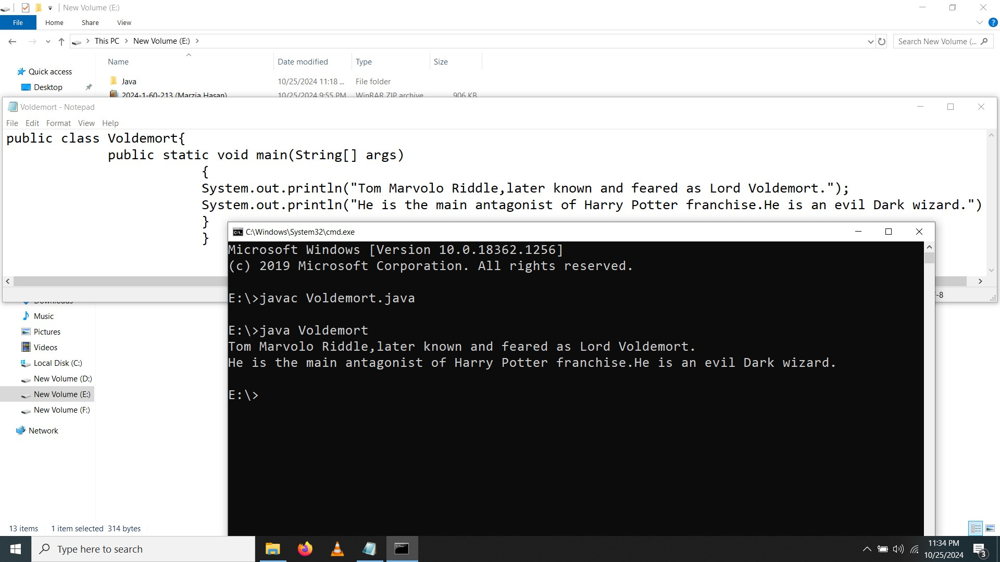 New Volume (E:)
File Home Share View
This PC New Volume (E:)
Search New Volume (...
Name Date modified Type Size
Quick access
Java 10/25/2024 11:18 ... File folder
Desktop
2024-1-60-213 (Marzia Hasan) 10/25/2024 9:55 PM WinRAR ZIP archive 906 KB
Voldemort - Notepad
File Edit Format View Help
public class Voldemort{
public static void main(String[] args)
{
System.out.println("Tom Marvolo Riddle,later known and feared as Lord Voldemort.");
System.out.println("He is the main antagonist of Harry Potter franchise.He is an evil Dark wizard.")
}
}
C:\Windows\System32\cmd.exe
Microsoft Windows [Version 10.0.18362.1256]
(c) 2019 Microsoft Corporation. All rights reserved.
E:\>javac Voldemort.java
E:\>java Voldemort
Tom Marvolo Riddle,later known and feared as Lord Voldemort.
He is the main antagonist of Harry Potter franchise.He is an evil Dark wizard.
E:\>
-8
Downloads
Music
Pictures
Videos
Local Disk (C:)
New Volume (D:)
New Volume (E:)
New Volume (F:)
Network
13 items 1 item selected 314 bytes
Type here to search
11:34 PM
10/25/2024
3